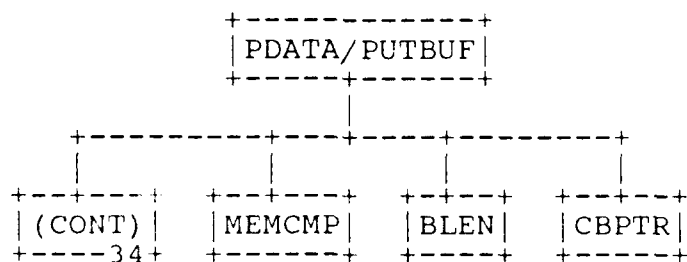 PDATA/PUTBUF
(CONT) MEMCMP BLEN CBPTR
34